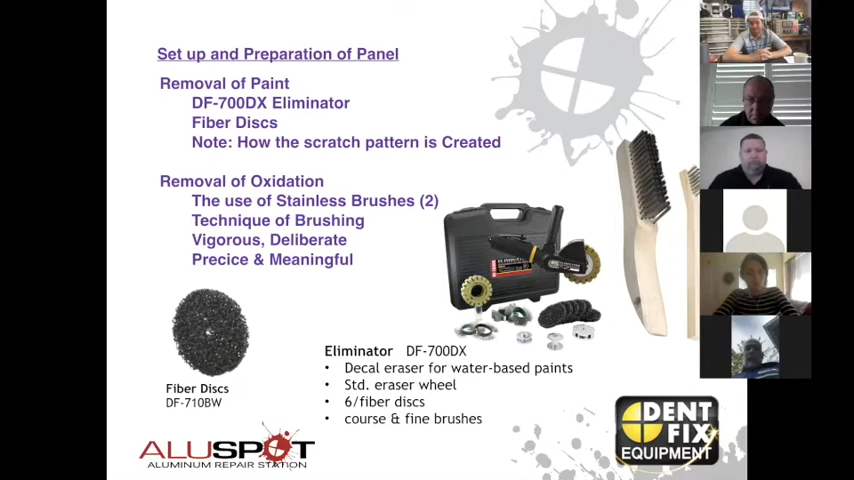 Set up and Preparation of Panel
Removal of Paint
DF-700DX Eliminator
Fiber Discs
Note: How the scratch pattern is Created
Removal of Oxidation
The use of Stainless Brushes (2)
Technique of Brushing
Vigorous, Deliberate
Precice & Meaningful
Fiber Discs
DF-710BW
Eliminator DF-700DX
• Decal eraser for water-based paints
• Std. eraser wheel
• 6/fiber discs
• course & fine brushes
ALUSPOT
ALUMINUM REPAIR STATION
DENT
FIX
EQUIPMENT